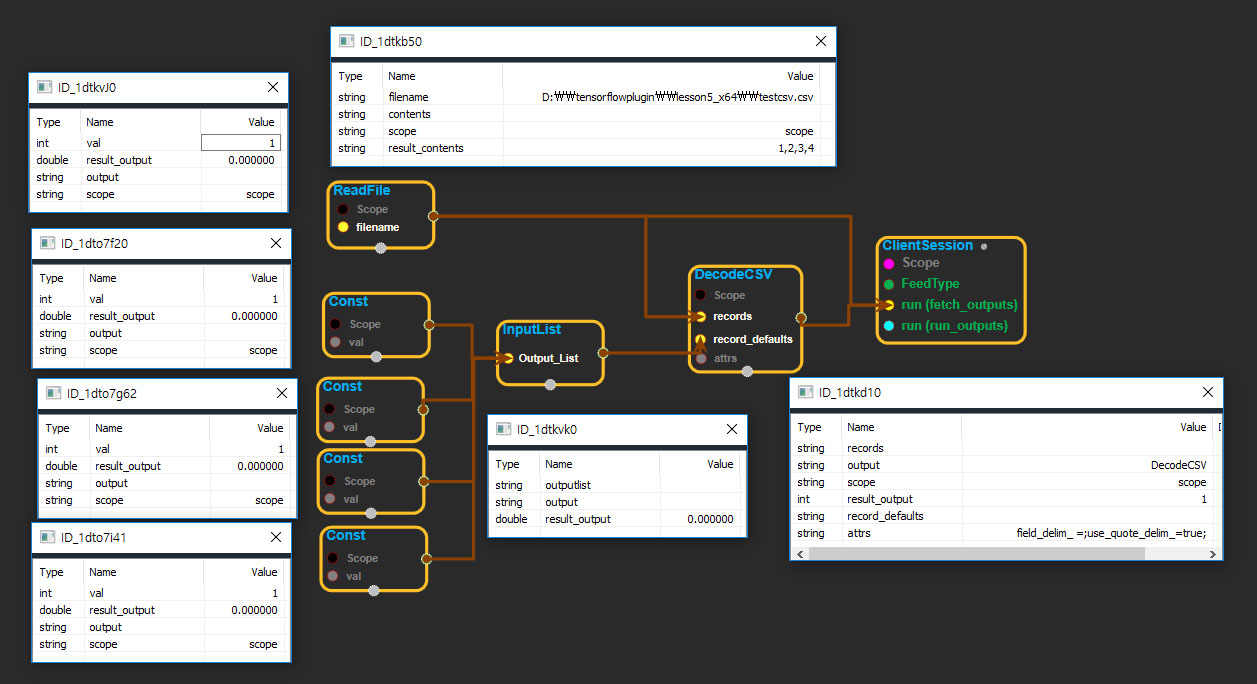 ID_1dtkb50
Type Name Value
string filename D:₩₩tensorflowplugin₩₩lesson5_x64₩₩testcsv.csv
string contents
string scope scope
string result_contents 1,2,3,4
ID_1dtkvJ0
Type Name Value
int val 1
double result_output 0.000000
string output
string scope scope
ID_1dto7f20
Type Name Value
int val 1
double result_output 0.000000
string output
string scope scope
ID_1dto7g62
Type Name Value
int val 1
double result_output 0.000000
string output
string scope scope
ID_1dto7i41
Type Name Value
int val 1
double result_output 0.000000
string output
string scope scope
ReadFile
Scope
filename
Const
Scope
val
Const
Scope
val
Const
Scope
val
Const
Scope
val
InputList
Output_List
ID_1dtkvk0
Type Name Value
string outputlist
string output
double result_output 0.000000
DecodeCSV
Scope
records
record_defaults
attrs
ClientSession
Scope
FeedType
run (fetch_outputs)
run (run_outputs)
ID_1dtkd10
Type Name Value
string records
string output DecodeCSV
string scope scope
int result_output 1
string record_defaults
string attrs field_delim_ =;use_quote_delim_=true;